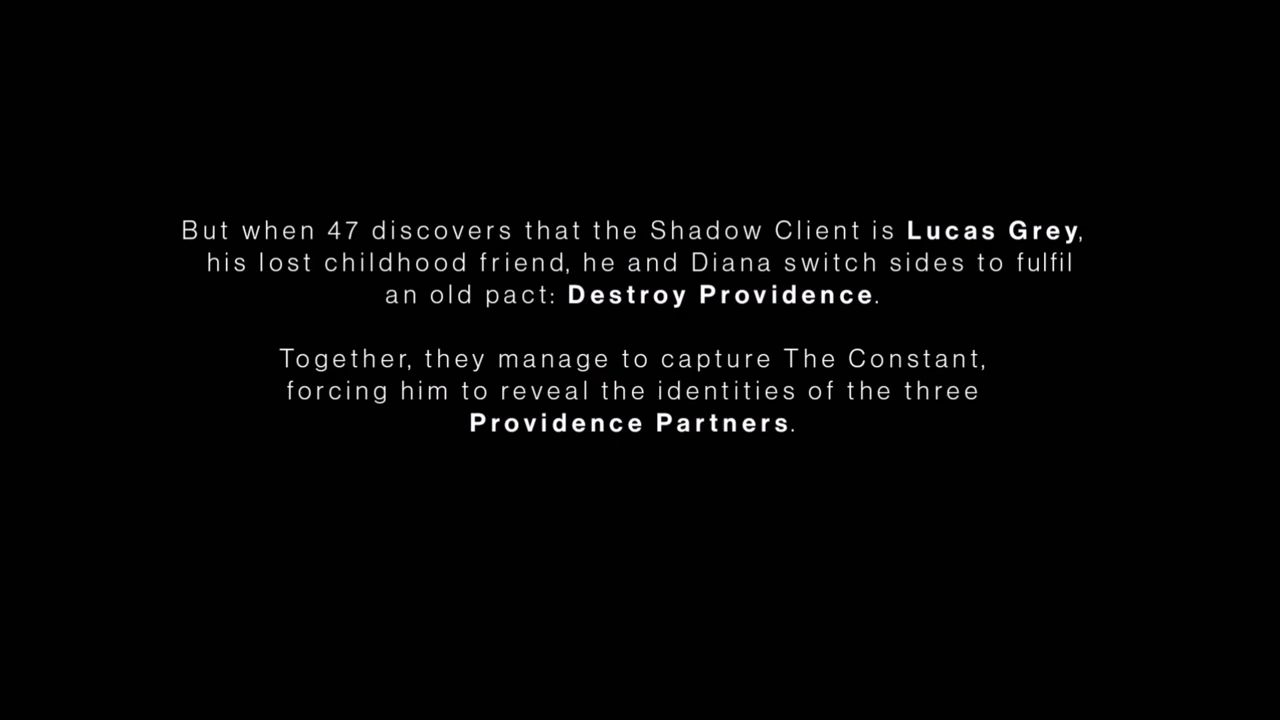 But when 47 discovers that the Shadow Client is Lucas Grey,
his lost childhood friend, he and Diana switch sides to fulfil
an old pact: Destroy Providence.
Together, they manage to capture The Constant,
forcing him to reveal the identities of the three
Providence Partners.